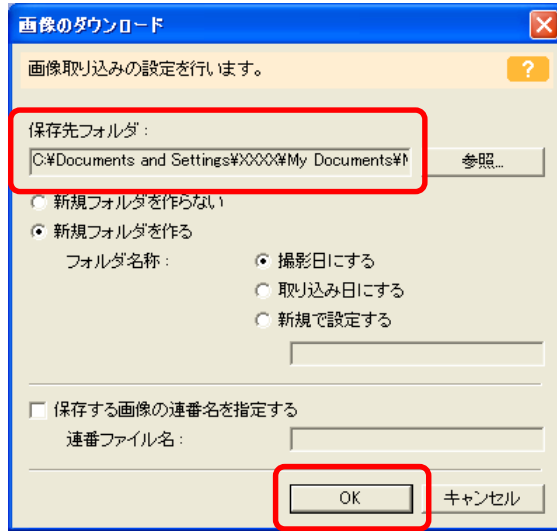 画像のダウンロード
画像取り込みの設定を行います。
?
保存先フォルダ:
C:¥Documents and Settings¥XXXX¥My Documents¥M
参照...
新規フォルダを作らない
新規フォルダを作る
フォルダ名称:
撮影日にする
取り込み日にする
新規で設定する
保存する画像の連番名を指定する
連番ファイル名:
OK
キャンセル